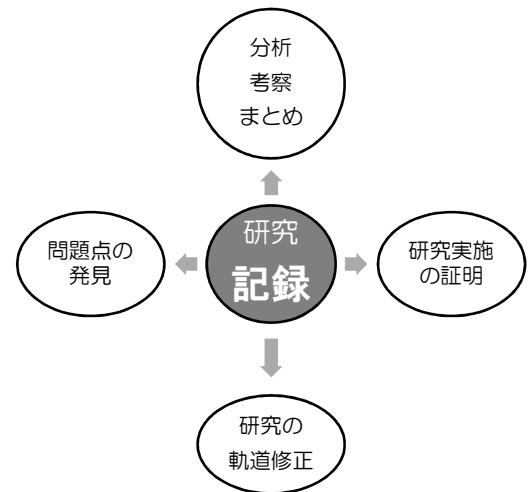 分析
考察
まとめ
研究
記録
問題点の
発見
研究実施
の証明
研究の
軌道修正